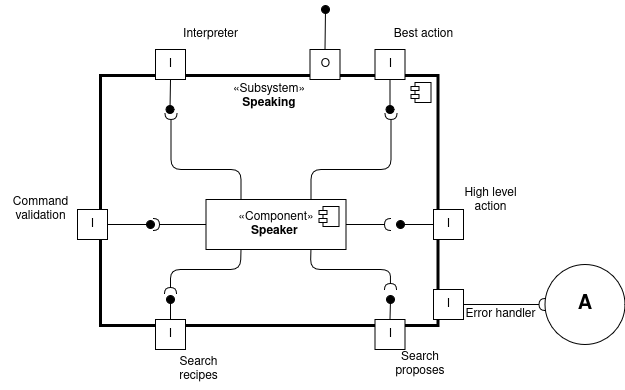 Interpreter
Best action
I
O
I
«Subsystem»
Speaking
Command
validation
High level
action
I
«Component»
Speaker
I
I
Error handler
A
I
I
Search
recipes
Search
proposes